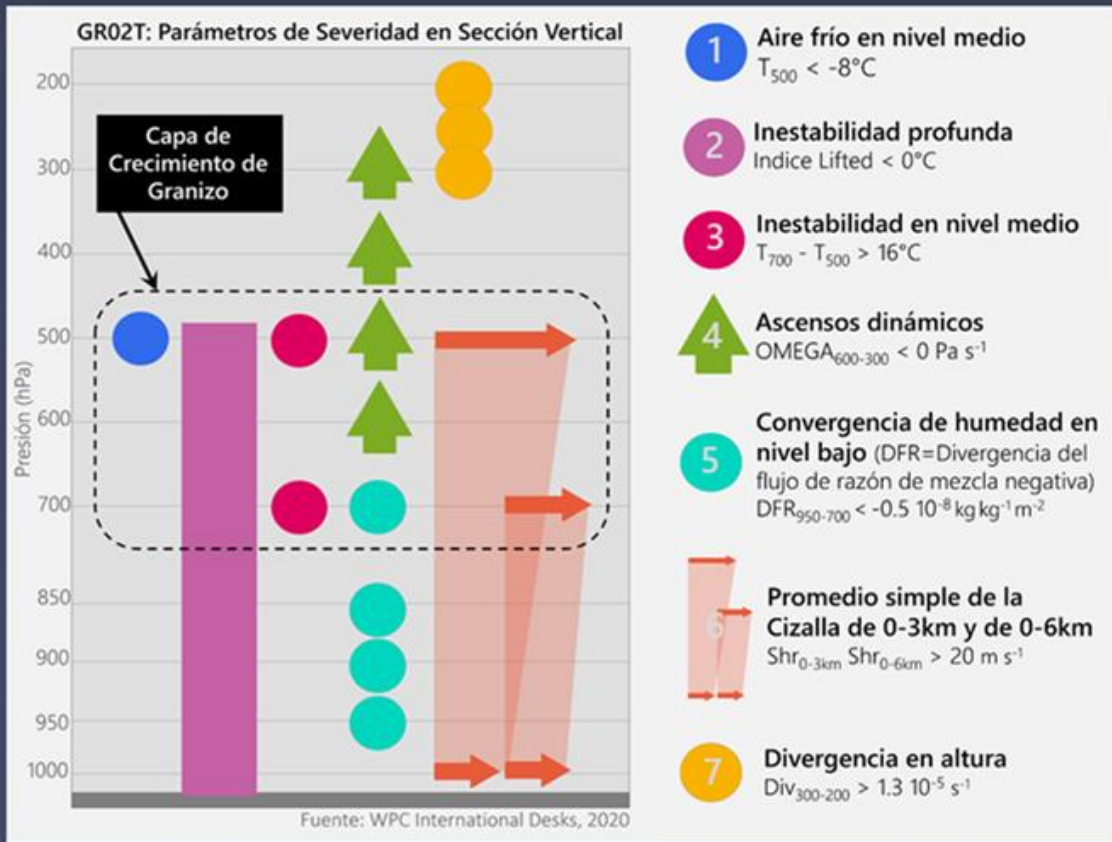 GR02T: Parámetros de Severidad en Sección Vertical
Presión (hPa)
200
300
400
500
600
700
850
900
950
1000
Capa de
Crecimiento de
Granizo
Fuente: WPC International Desks, 2020
1
Aire frío en nivel medio
T500 < -8°C
2
Inestabilidad profunda
Indice Lifted < 0°C
3
Inestabilidad en nivel medio
T700 - T500 > 16°C
4
Ascensos dinámicos
OMEGA600-300 < 0 Pa s-1
5
Convergencia de humedad en
nivel bajo (DFR=Divergencia del
flujo de razón de mezcla negativa)
DFR950-700 < -0.5 10-8 kg kg-1 m-2
6
Promedio simple de la
Cizalla de 0-3km y de 0-6km
Shr0-3km Shr0-6km > 20 m s-1
7
Divergencia en altura
Div300-200 > 1.3 10-5 s-1